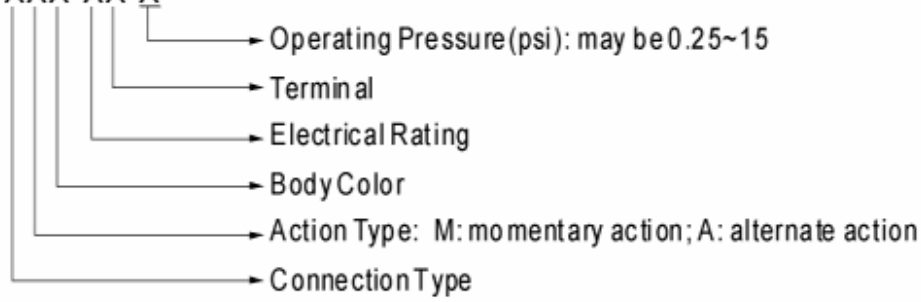 Operating Pressure(psi): may be 0.25~15
Terminal
Electrical Rating
Body Color
Action Type: M: momentary action; A: alternate action
Connection Type